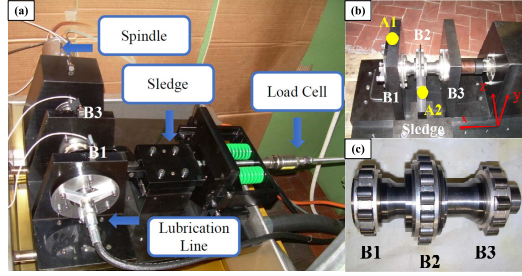 (a)
Spindle
Sledge
Load Cell
B3
B1
Lubrication
Line
(b)
A1
B2
B1
B3
A2
Sledge
x
z
y
(c)
B1
B2
B3